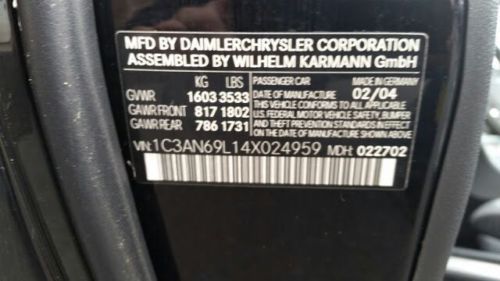 MFD BY DAIMLERCHRYSLER CORPORATION
ASSEMBLED BY WILHELM KARMANN GmbH
KG LBS
GVWR 1603 3533
GAWR FRONT 817 1802
GAWR REAR 786 1731
PASSENGER CAR MADE IN GERMANY
DATE OF MANUFACTURE 02/04
THIS VEHICLE CONFORMS TO ALL APPLICABLE
U.S. FEDERAL MOTOR VEHICLE SAFETY, BUMPER
AND THEFT PREVENTION STANDARDS IN
EFFECT ON THE DATE OF MANUFACTURE
VIN: 1C3AN69L14X024959 MDH: 022702